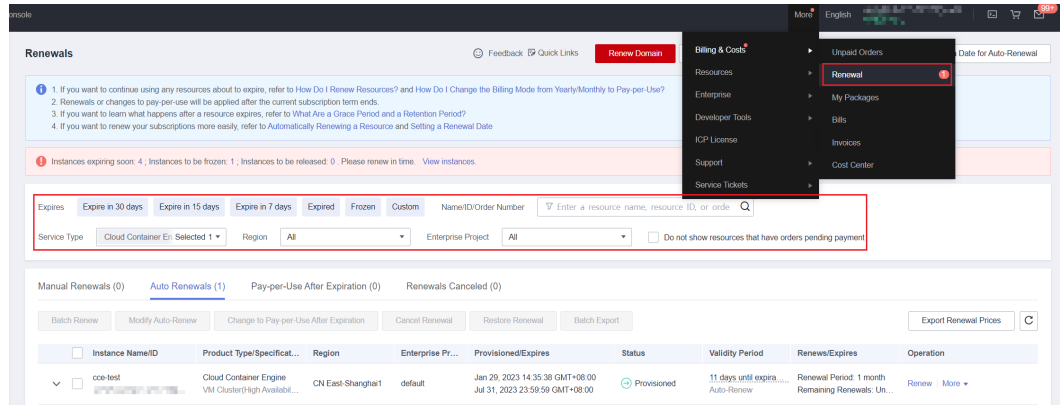 onsole More English 99+
Renewals Feedback Quick Links Renew Domain Date for Auto-Renewal
Billing & Costs Unpaid Orders
Resources Renewal 1
Enterprise My Packages
Developer Tools Bills
ICP License Invoices
Support Cost Center
Service Tickets
1. If you want to continue using any resources about to expire, refer to How Do I Renew Resources? and How Do I Change the Billing Mode from Yearly/Monthly to Pay-per-Use?
2. Renewals or changes to pay-per-use will be applied after the current subscription term ends.
3. If you want to learn what happens after a resource expires, refer to What Are a Grace Period and a Retention Period?
4. If you want to renew your subscriptions more easily, refer to Automatically Renewing a Resource and Setting a Renewal Date
Instances expiring soon: 4 ; Instances to be frozen: 1 ; Instances to be released: 0 . Please renew in time. View instances.
Expires Expire in 30 days Expire in 15 days Expire in 7 days Expired Frozen Custom Name/ID/Order Number Enter a resource name, resource ID, or orde
Service Type Cloud Container En Selected 1 Region All Enterprise Project All Do not show resources that have orders pending payment
Manual Renewals (0) Auto Renewals (1) Pay-per-Use After Expiration (0) Renewals Canceled (0)
Batch Renew Modify Auto-Renew Change to Pay-per-Use After Expiration Cancel Renewal Restore Renewal Batch Export Export Renewal Prices
Instance Name/ID Product Type/Specificat... Region Enterprise Pr... Provisioned/Expires Status Validity Period Renews/Expires Operation
cce-test Cloud Container Engine CN East-Shanghai1 default Jan 29, 2023 14:35:38 GMT+08:00 Provisioned 11 days until expira... Renewal Period: 1 month Renew More
VM Cluster(High Availabil... Jul 31, 2023 23:59:59 GMT+08:00 Auto-Renew Remaining Renewals: Un...